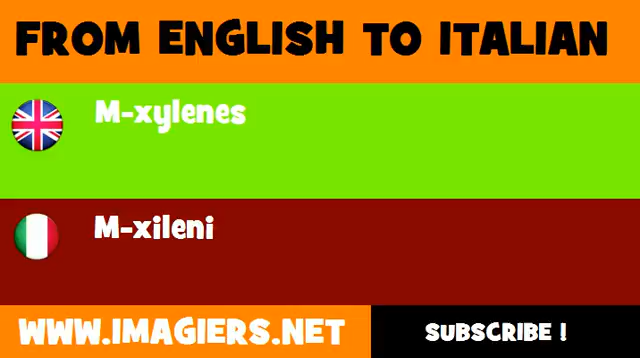 FROM ENGLISH TO ITALIAN
M-xylenes
M-xileni
WWW.IMAGIERS.NET
SUBSCRIBE !